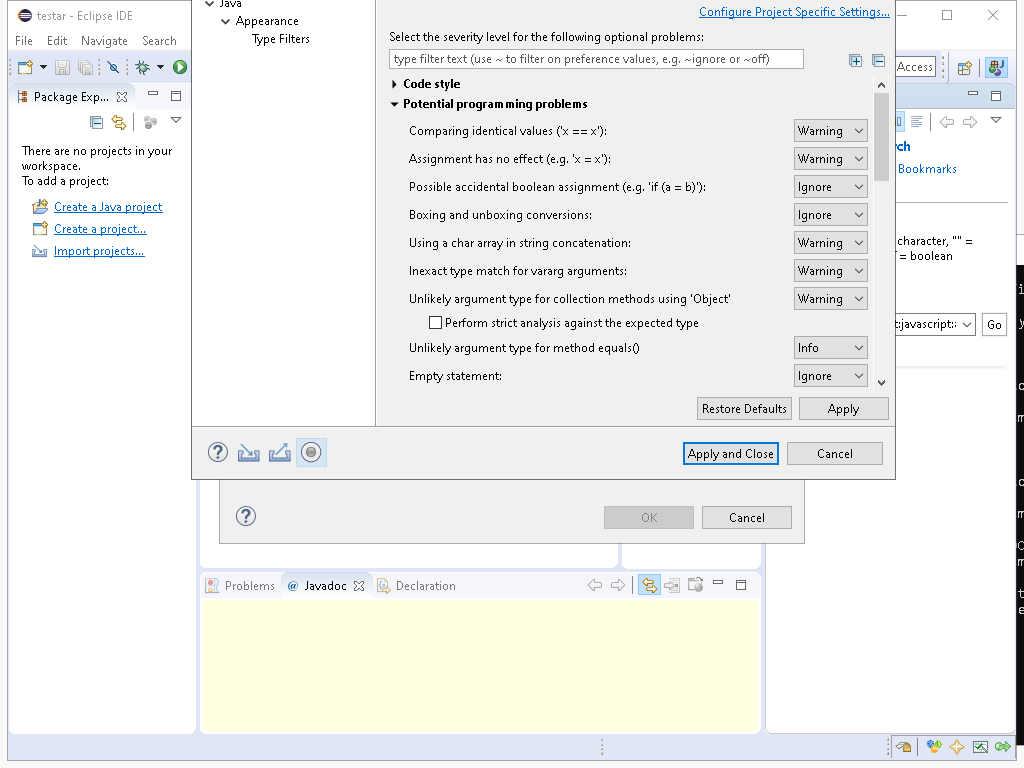 testar - Eclipse IDE
File Edit Navigate Search
Package Exp...
There are no projects in your
workspace.
To add a project:
Create a Java project
Create a project...
Import projects...
Java
Appearance
Type Filters
Configure Project Specific Settings...
Select the severity level for the following optional problems:
type filter text (use ~ to filter on preference values, e.g. ~ignore or ~off)
Code style
Potential programming problems
Comparing identical values ('x == x'): Warning
Assignment has no effect (e.g. 'x = x'): Warning
Possible accidental boolean assignment (e.g. 'if (a = b)'): Ignore
Boxing and unboxing conversions: Ignore
Using a char array in string concatenation: Warning
Inexact type match for vararg arguments: Warning
Unlikely argument type for collection methods using 'Object' Warning
Perform strict analysis against the expected type
Unlikely argument type for method equals() Info
Empty statement: Ignore
Restore Defaults Apply
Apply and Close Cancel
OK Cancel
Access
rch
Bookmarks
character, "" =
= boolean
:javascript: Go
Problems @ Javadoc Declaration